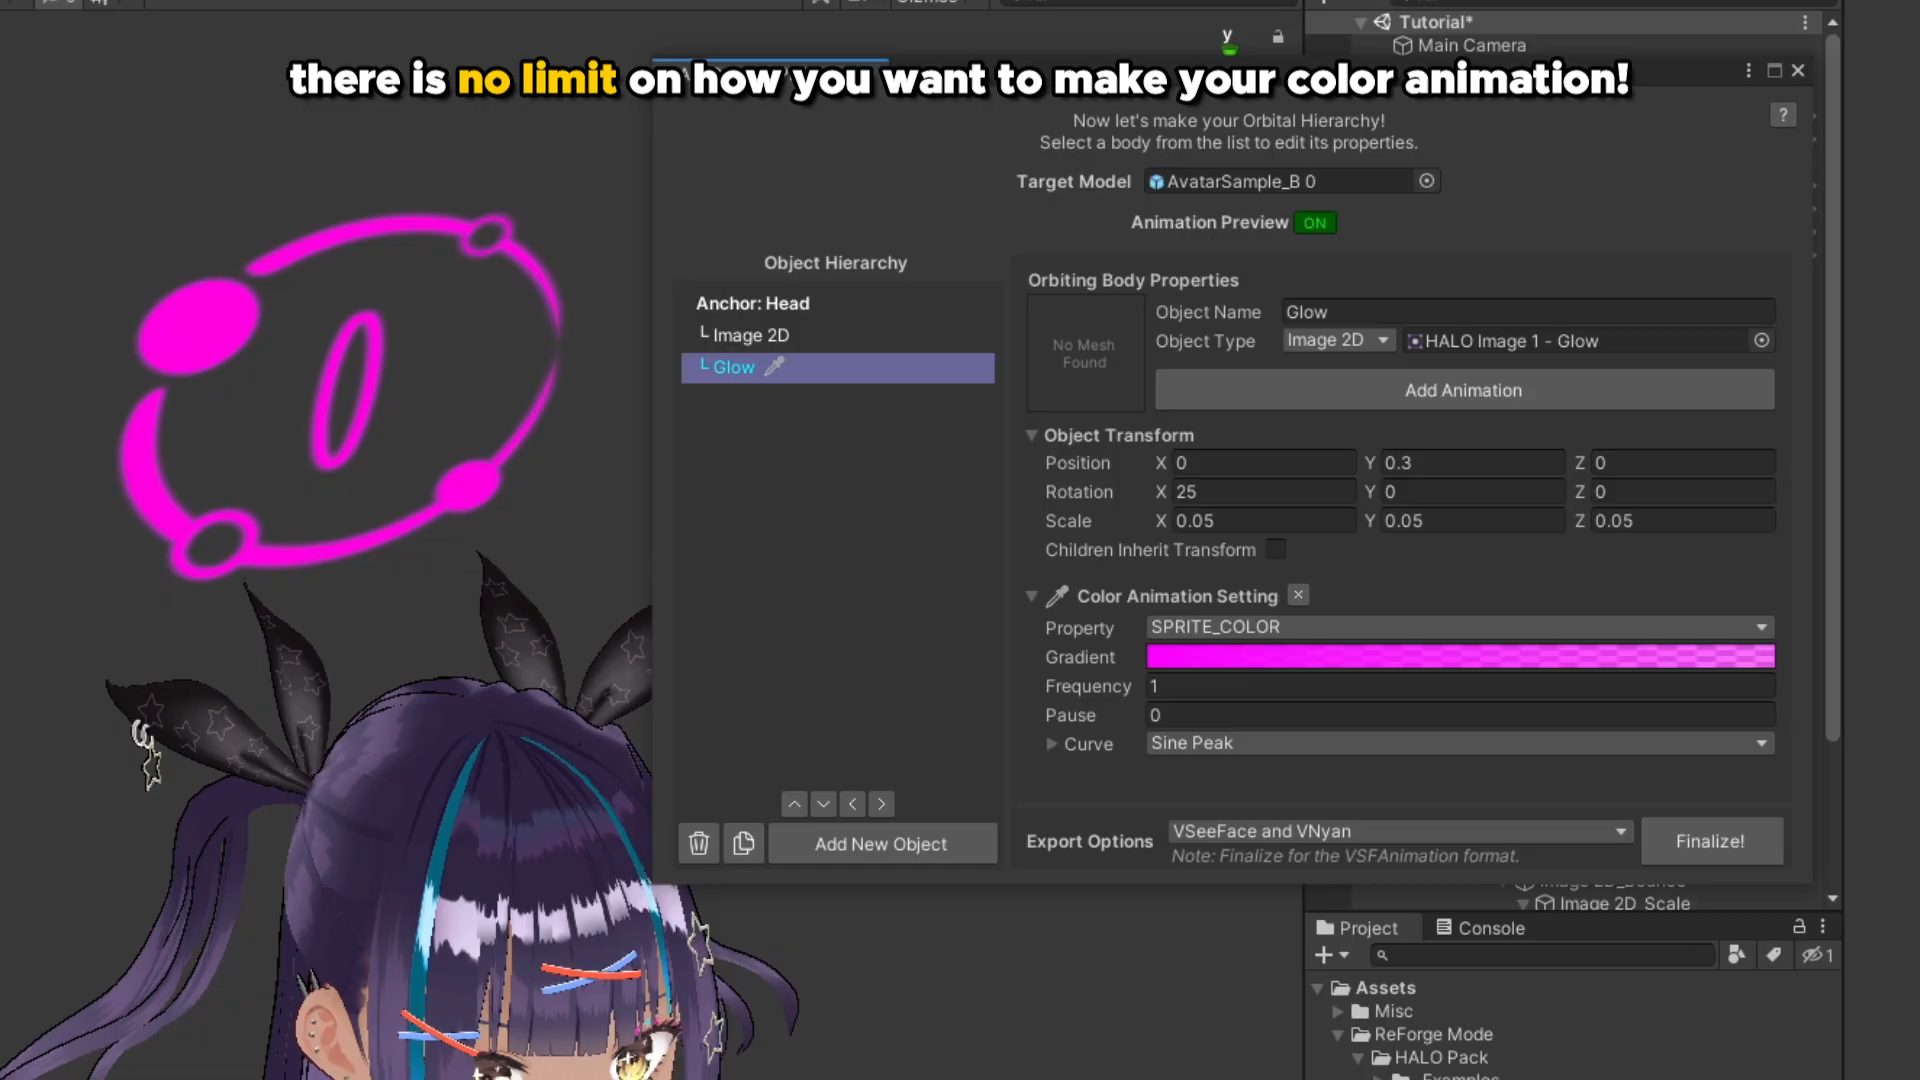 Tutorial*
Main Camera
y
there is no limit on how you want to make your color animation!
?
Now let's make your Orbital Hierarchy!
Select a body from the list to edit its properties.
Target Model AvatarSample_B 0
Animation Preview ON
Object Hierarchy
Anchor: Head
Image 2D
Glow
Orbiting Body Properties
No Mesh
Found
Object Name Glow
Object Type Image 2D HALO Image 1 - Glow
Add Animation
Object Transform
Position X 0 Y 0.3 Z 0
Rotation X 25 Y 0 Z 0
Scale X 0.05 Y 0.05 Z 0.05
Children Inherit Transform
Color Animation Setting
Property SPRITE_COLOR
Gradient
Frequency 1
Pause 0
Curve Sine Peak
Add New Object
Export Options VSeeFace and VNyan
Note: Finalize for the VSFAnimation format.
Finalize!
Image 2D_Scale
Project Console
1
Assets
Misc
ReForge Mode
HALO Pack
Examples